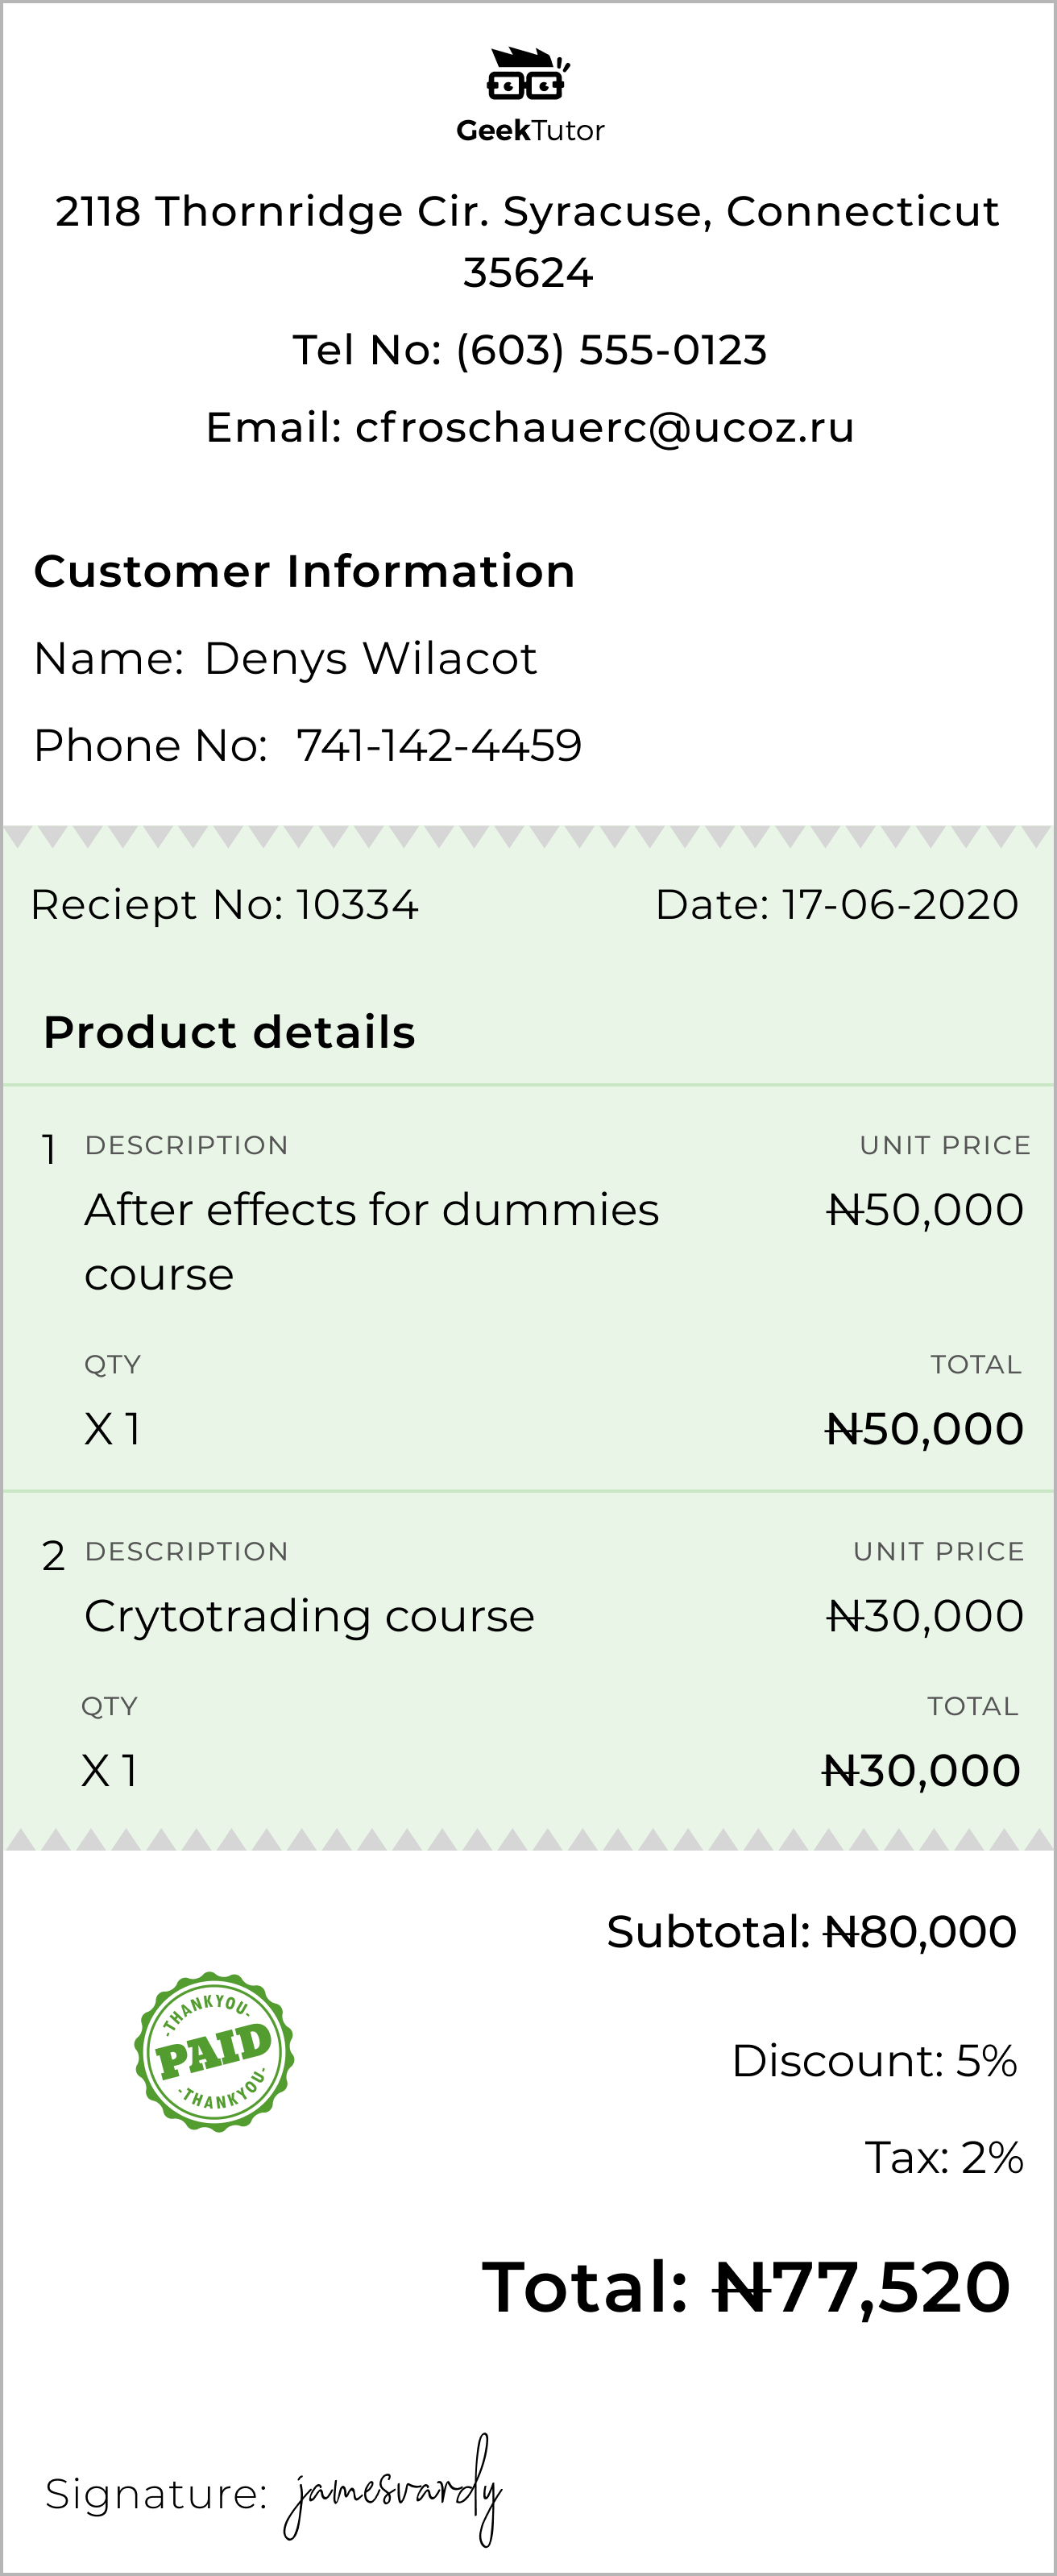 GeekTutor
2118 Thornridge Cir. Syracuse, Connecticut
35624
Tel No: (603) 555-0123
Email: cfroschauerc@ucoz.ru
Customer Information
Name: Denys Wilacot
Phone No: 741-142-4459
Reciept No: 10334 Date: 17-06-2020
Product details
1 DESCRIPTION UNIT PRICE
After effects for dummies ₦50,000
course
QTY TOTAL
X 1 ₦50,000
2 DESCRIPTION UNIT PRICE
Crytotrading course ₦30,000
QTY TOTAL
X 1 ₦30,000
Subtotal: ₦80,000
-THANKYOU-
PAID
-THANKYOU-
Discount: 5%
Tax: 2%
Total: ₦77,520
Signature: jamesvardy